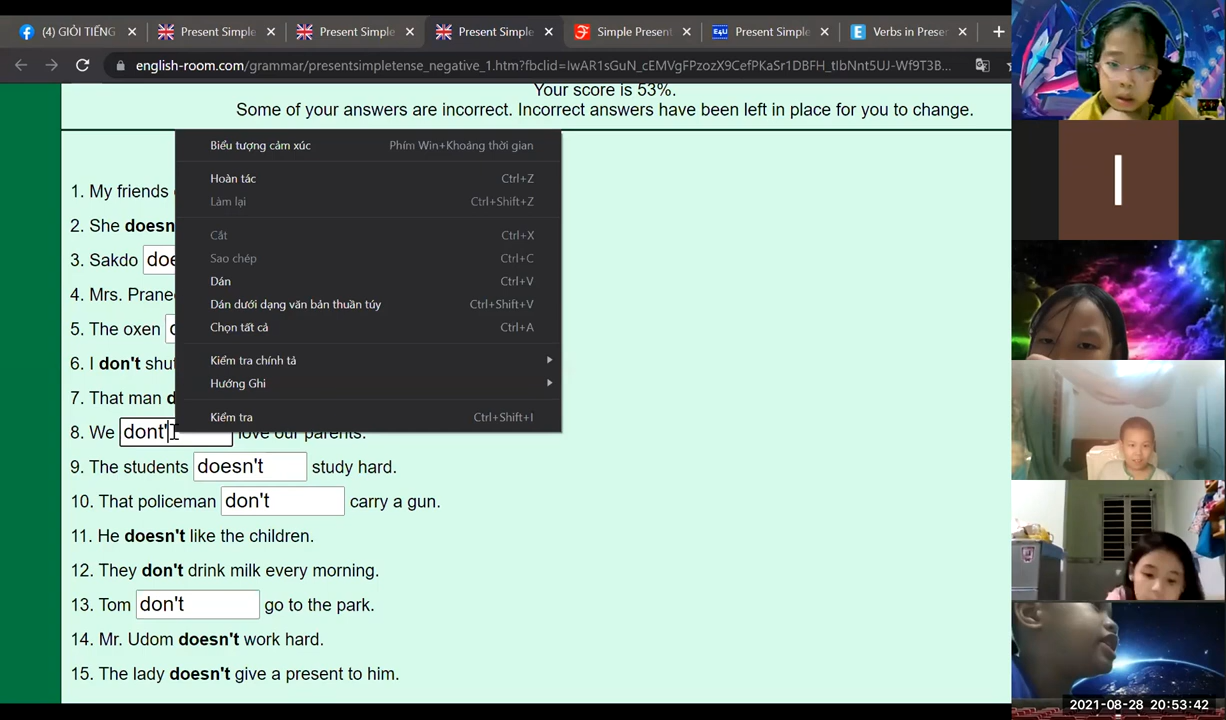 (4) GIỎI TIẾNG
Present Simple
Present Simple
Present Simple
Simple Present
E4U
Present Simple
Verbs in Prese
english-room.com/grammar/presentsimpletense_negative_1.htm?fbclid=IwAR1sGuN_cEMVgFPzozX9CefPKaSr1DBFH_tIbNnt5UJ-Wf9T3B...
Your score is 53%.
Some of your answers are incorrect. Incorrect answers have been left in place for you to change.
Biểu tượng cảm xúc Phím Win+Khoảng thời gian
Hoàn tác Ctrl+Z
Làm lại Ctrl+Shift+Z
Cắt Ctrl+X
Sao chép Ctrl+C
Dán Ctrl+V
Dán dưới dạng văn bản thuần túy Ctrl+Shift+V
Chọn tất cả Ctrl+A
Kiểm tra chính tả
Hướng Ghi
Kiểm tra Ctrl+Shift+I
1. My friends
2. She doesn
3. Sakdo doe
4. Mrs. Prane
5. The oxen
6. I don't shu
7. That man d
8. We dont' love our parents.
9. The students doesn't study hard.
10. That policeman don't carry a gun.
11. He doesn't like the children.
12. They don't drink milk every morning.
13. Tom don't go to the park.
14. Mr. Udom doesn't work hard.
15. The lady doesn't give a present to him.
I
2021-08-28 20:53:42